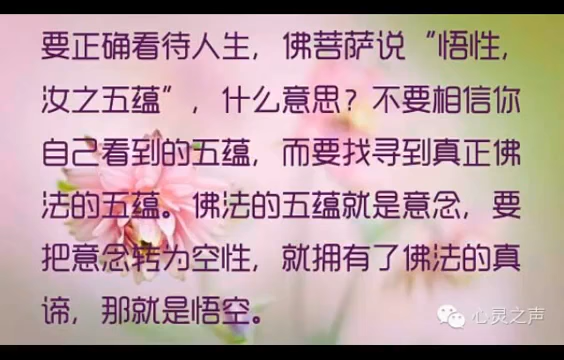 要正确看待人生，佛菩萨说“悟性，
汝之五蕴”，什么意思？不要相信你
自己看到的五蕴，而要找寻到真正佛
法的五蕴。佛法的五蕴就是意念，要
把意念转为空性，就拥有了佛法的真
谛，那就是悟空。
心灵之声